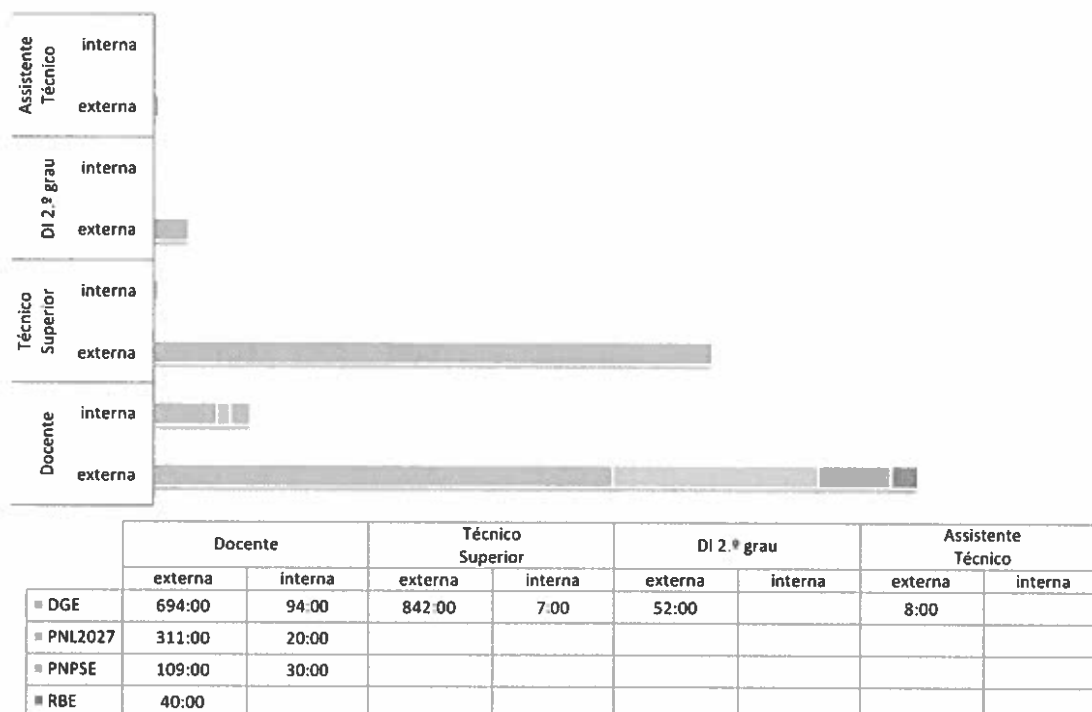 Assistente
Técnico
interna
externa
DI 2.º grau
interna
externa
Técnico
Superior
interna
externa
Docente
interna
externa
Docente Técnico Superior DI 2.º grau Assistente Técnico
externa interna externa interna externa interna externa interna
DGE 694:00 94:00 842:00 7:00 52:00 8:00
PNL2027 311:00 20:00
PNPSE 109:00 30:00
RBE 40:00